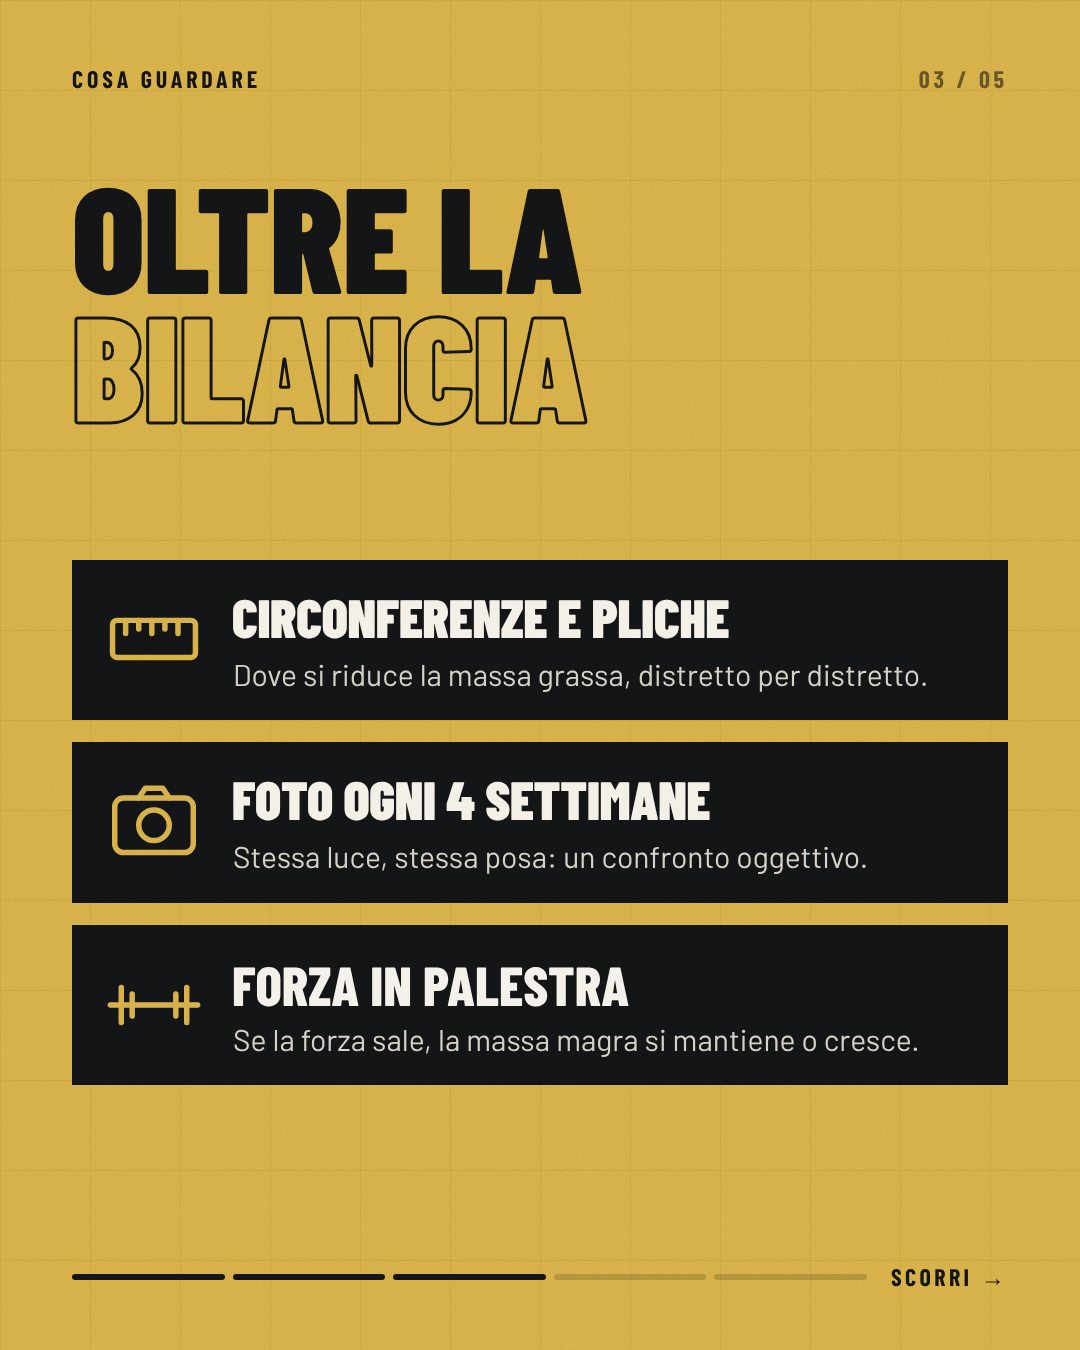 COSA GUARDARE
03 / 05
OLTRE LA
BILANCIA
CIRCONFERENZE E PLICHE
Dove si riduce la massa grassa, distretto per distretto.
FOTO OGNI 4 SETTIMANE
Stessa luce, stessa posa: un confronto oggettivo.
FORZA IN PALESTRA
Se la forza sale, la massa magra si mantiene o cresce.
SCORRI →